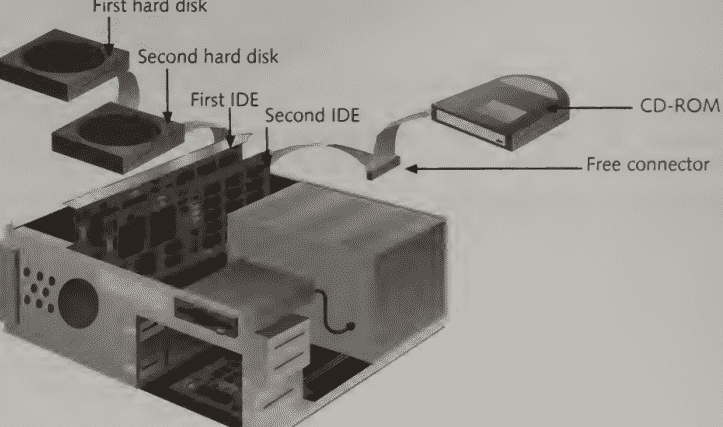 First hard disk
Second hard disk
First IDE
Second IDE
CD-ROM
Free connector